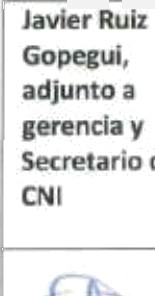 Javier Ruiz
Gopegui,
adjunto a
gerencia y
Secretario
CNI